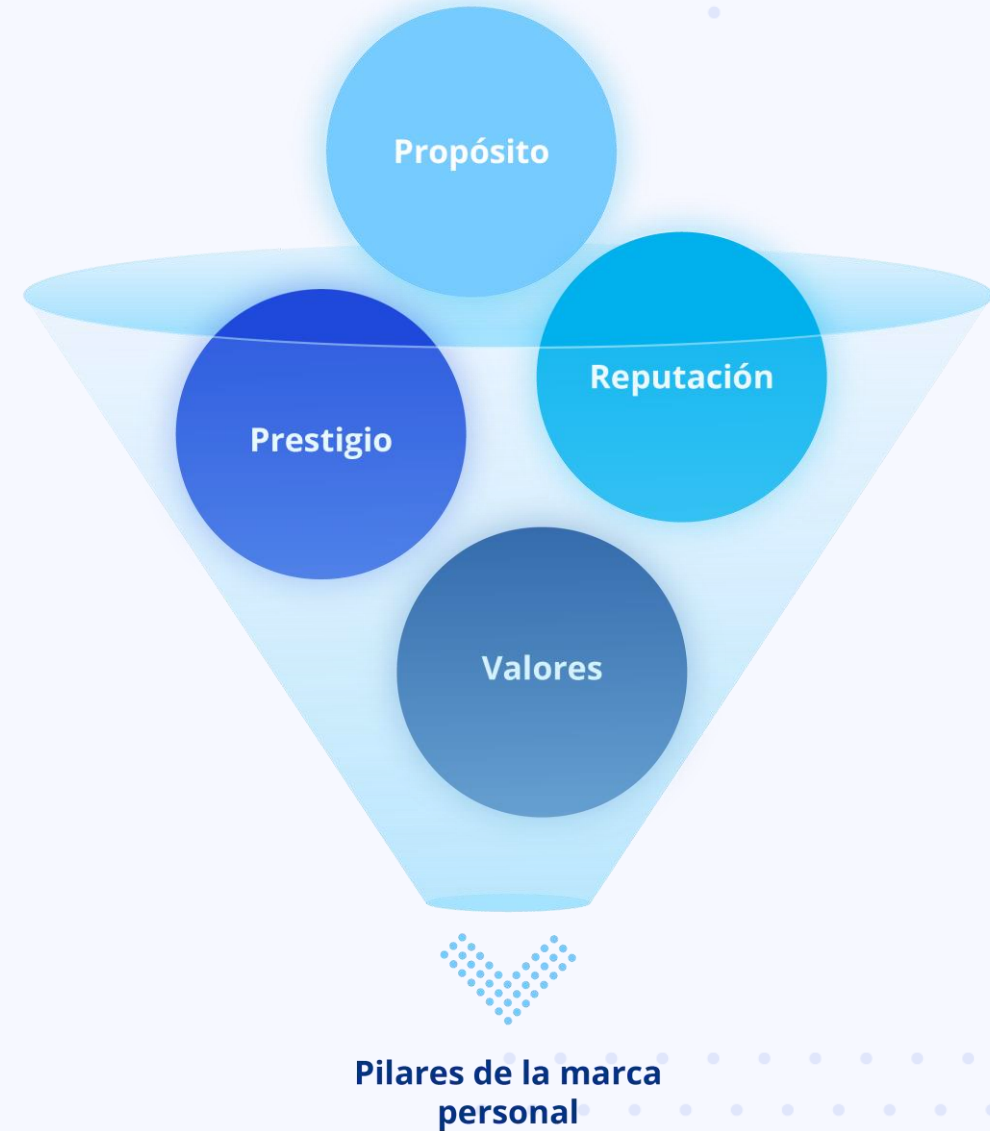 Propósito
Reputación
Prestigio
Valores
Pilares de la marca
personal